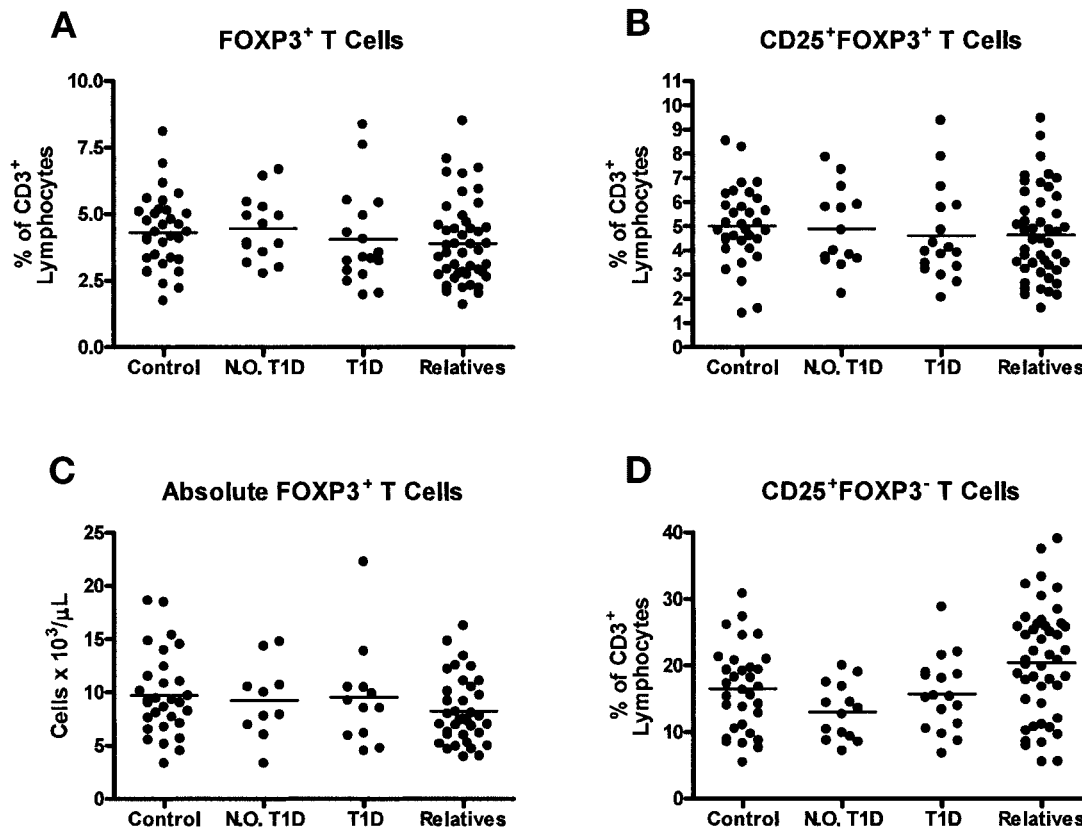 A
FOXP3+ T Cells
% of CD3+
Lymphocytes
10.0
7.5
5.0
2.5
0.0
Control N.O. T1D T1D Relatives
B
CD25+FOXP3+ T Cells
% of CD3+
Lymphocytes
11
10
9
8
7
6
5
4
3
2
1
0
Control N.O. T1D T1D Relatives
C
Absolute FOXP3+ T Cells
Cells x 10³/µL
25
20
15
10
5
0
Control N.O. T1D T1D Relatives
D
CD25+FOXP3- T Cells
% of CD3+
Lymphocytes
40
30
20
10
0
Control N.O. T1D T1D Relatives